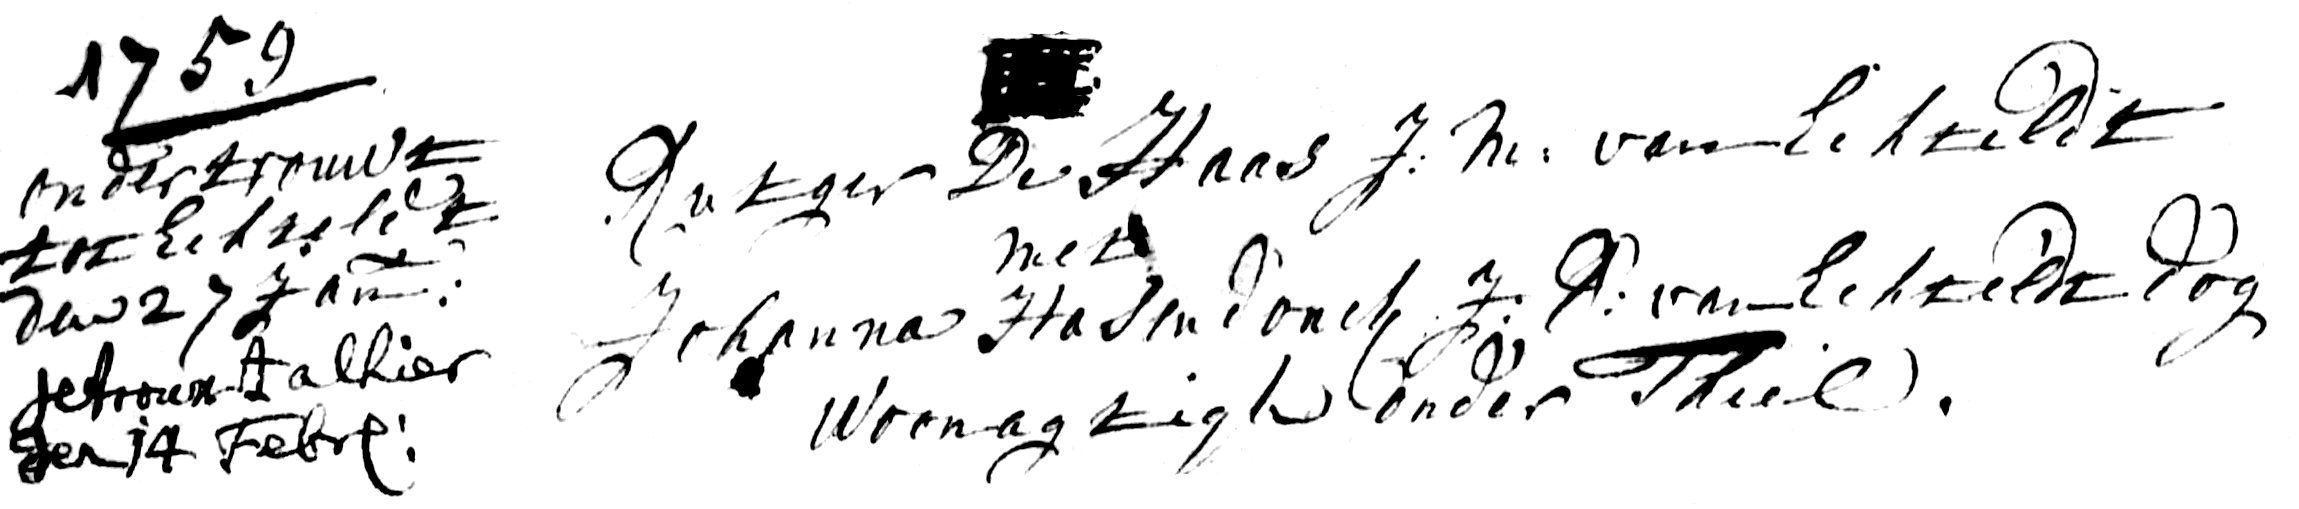 1759
ondertrouwt
tot Echtelt
den 27 Jan:
getrouwt alhier
den 14 Febr:
Rutger De Haas J. M. van Echteldt
met
Johanna Hasendonck J. D. van Echteldt dog
Woonagtigh onder Thiel.